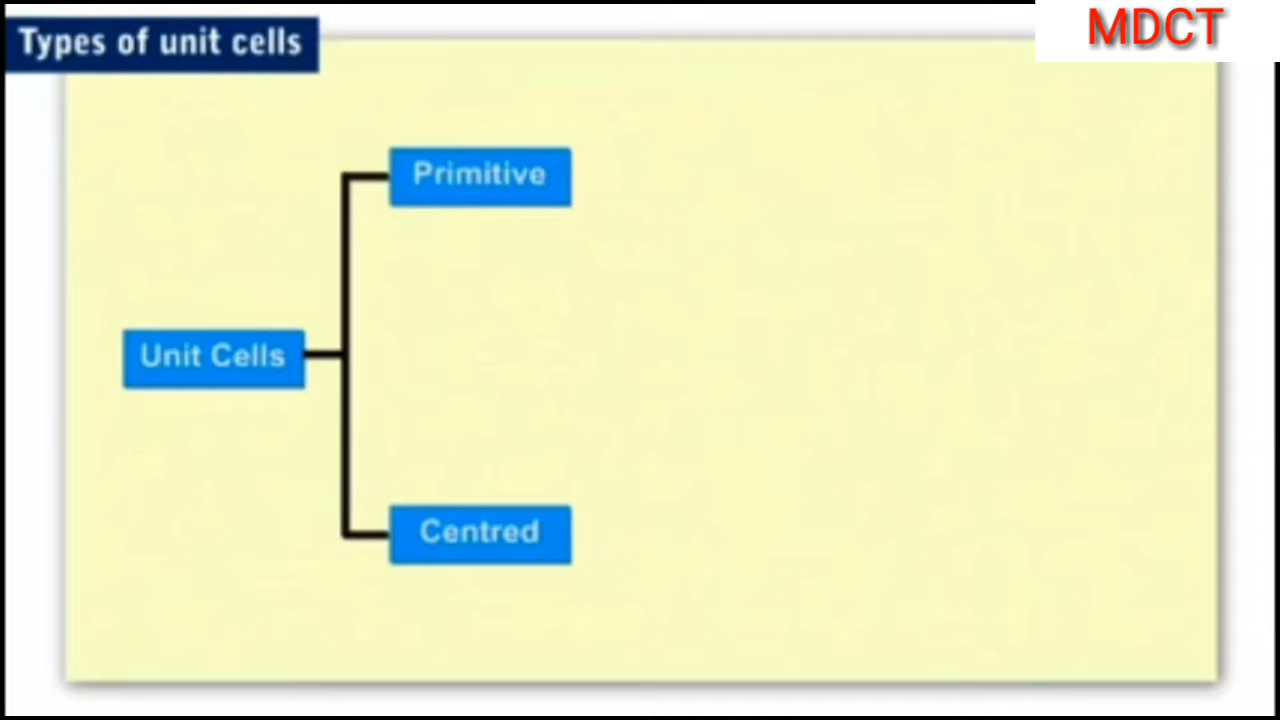 Types of unit cells
MDCT
Primitive
Unit Cells
Centred